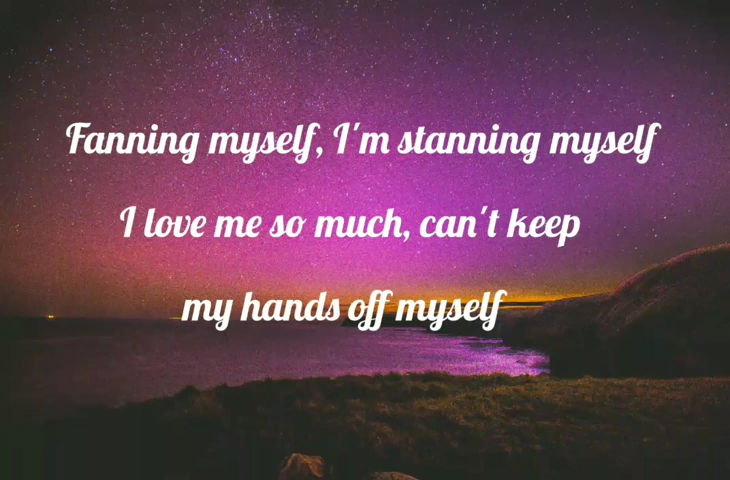 Fanning myself, I'm stanning myself
I love me so much, can't keep
my hands off myself